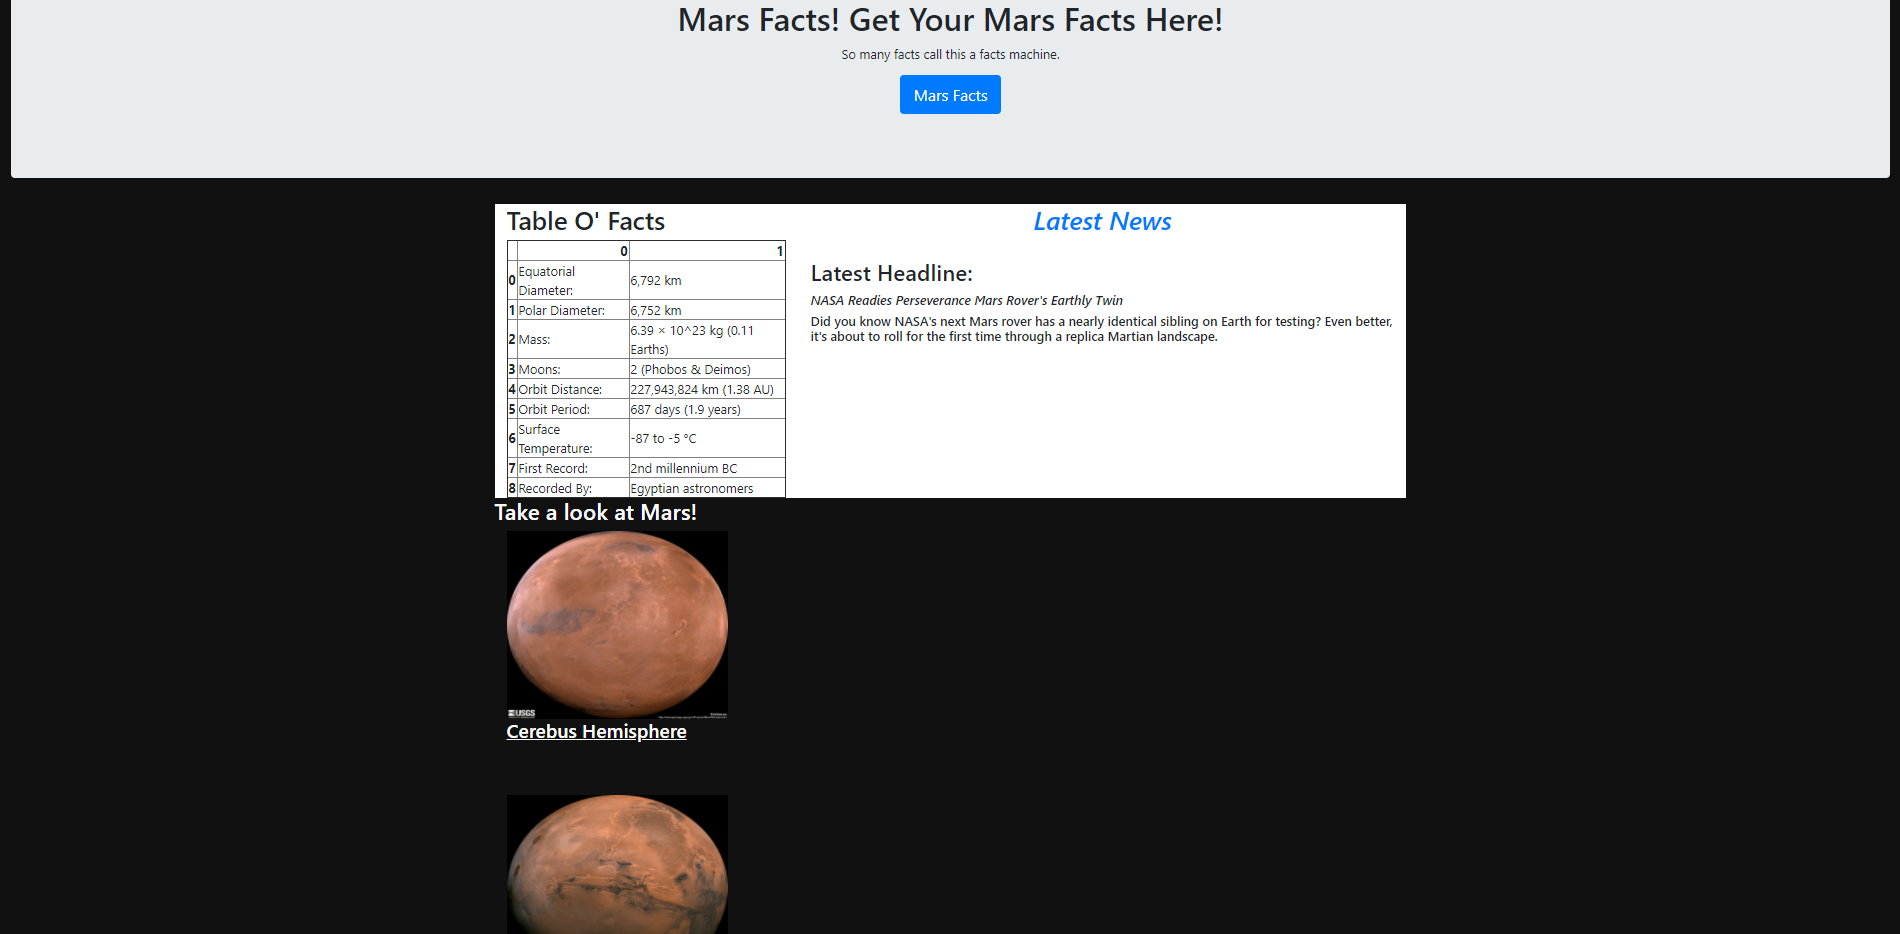 Mars Facts! Get Your Mars Facts Here!
So many facts call this a facts machine.
Mars Facts
Table O' Facts
0 1
0 Equatorial Diameter: 6,792 km
1 Polar Diameter: 6,752 km
2 Mass: 6.39 × 10^23 kg (0.11 Earths)
3 Moons: 2 (Phobos & Deimos)
4 Orbit Distance: 227,943,824 km (1.38 AU)
5 Orbit Period: 687 days (1.9 years)
6 Surface Temperature: -87 to -5 °C
7 First Record: 2nd millennium BC
8 Recorded By: Egyptian astronomers
Latest News
Latest Headline:
NASA Readies Perseverance Mars Rover's Earthly Twin
Did you know NASA's next Mars rover has a nearly identical sibling on Earth for testing? Even better,
it's about to roll for the first time through a replica Martian landscape.
Take a look at Mars!
USGS
Cerebus Hemisphere